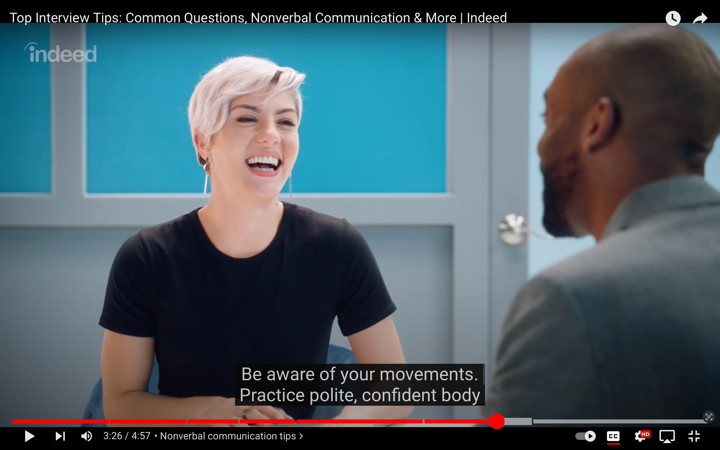 Top Interview Tips: Common Questions, Nonverbal Communication & More | Indeed
indeed
Be aware of your movements.
Practice polite, confident body
3:26 / 4:57 • Nonverbal communication tips >
CC
HD